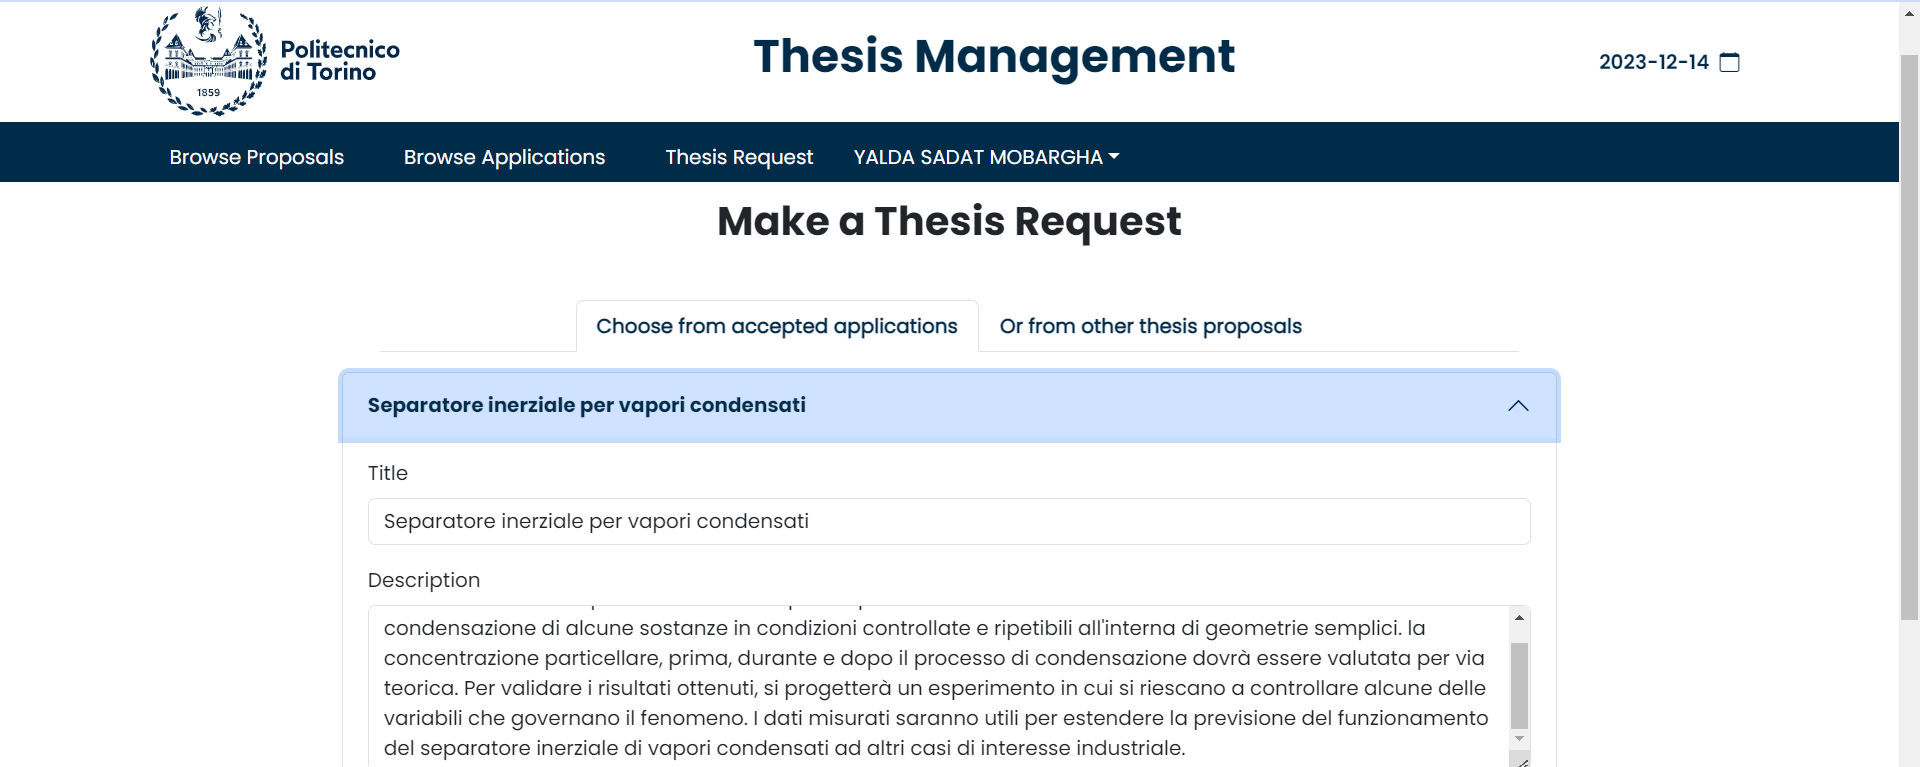 1859
Politecnico
di Torino
Thesis Management
2023-12-14
Browse Proposals
Browse Applications
Thesis Request
YALDA SADAT MOBARGHA
Make a Thesis Request
Choose from accepted applications
Or from other thesis proposals
Separatore inerziale per vapori condensati
Title
Separatore inerziale per vapori condensati
Description
condensazione di alcune sostanze in condizioni controllate e ripetibili all'interna di geometrie semplici. la
concentrazione particellare, prima, durante e dopo il processo di condensazione dovrà essere valutata per via
teorica. Per validare i risultati ottenuti, si progetterà un esperimento in cui si riescano a controllare alcune delle
variabili che governano il fenomeno. I dati misurati saranno utili per estendere la previsione del funzionamento
del separatore inerziale di vapori condensati ad altri casi di interesse industriale.